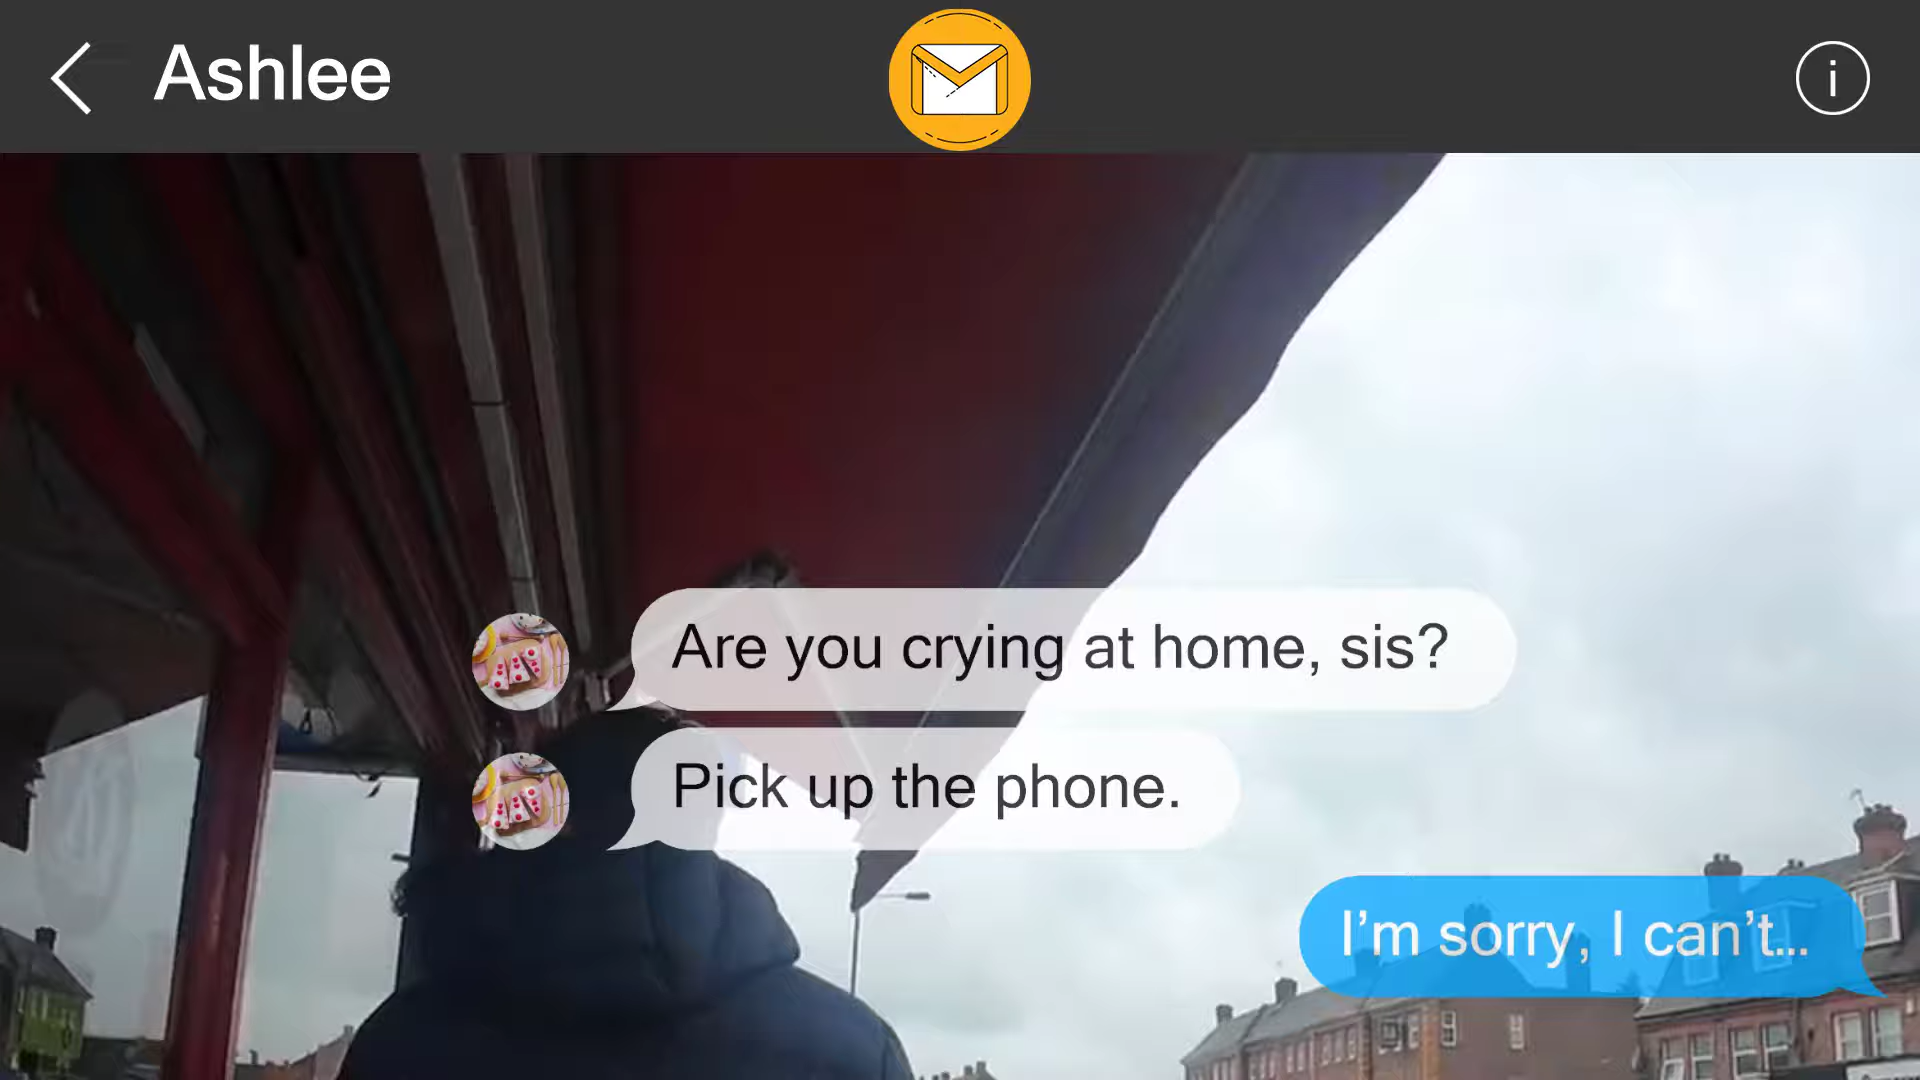 Ashlee
Are you crying at home, sis?
Pick up the phone.
I’m sorry, I can’t...